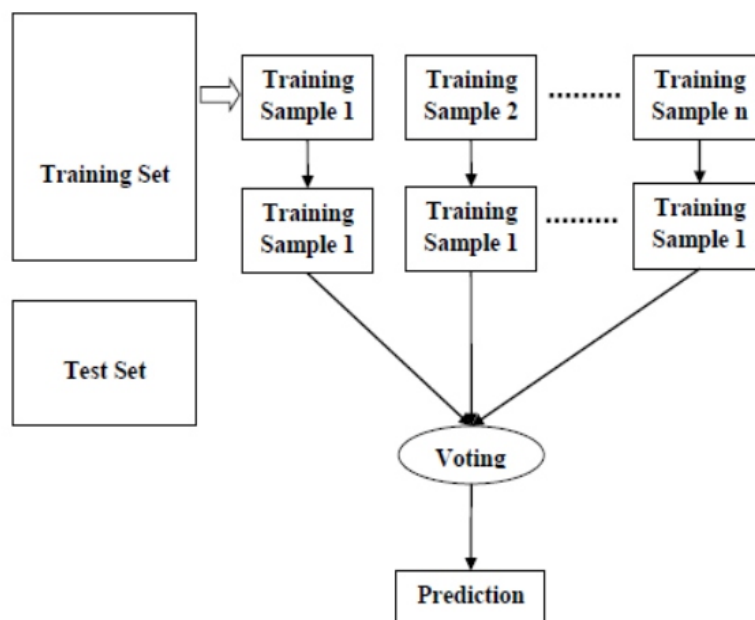 Training Set
Training
Sample 1
Training
Sample 2
Training
Sample n
Training
Sample 1
Training
Sample 1
Training
Sample 1
Test Set
Voting
Prediction